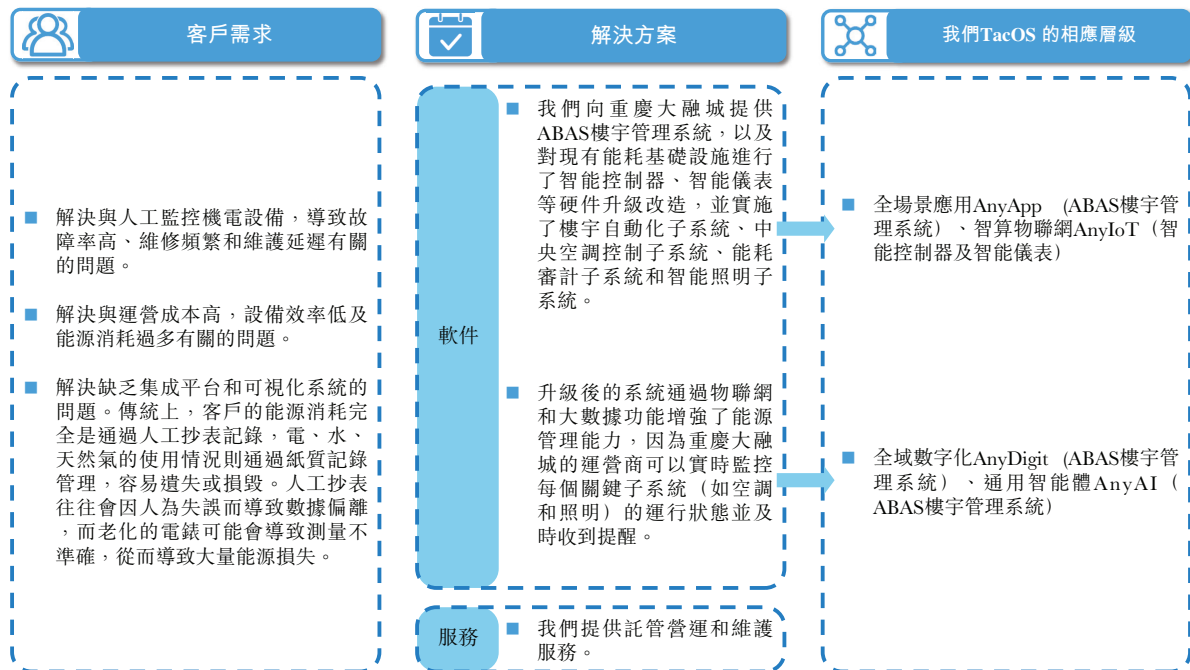 客戶需求
解決與人工監控機電設備，導致故
障率高、維修頻繁和維護延遲有關
的問題。
解決與運營成本高，設備效率低及
能源消耗過多有關的問題。
解決缺乏集成平台和可視化系統的
問題。傳統上，客戶的能源消耗完
全是通過人工抄表記錄，電、水、
天然氣的使用情況則通過紙質記錄
管理，容易遺失或損毀。人工抄表
往往會因人為失誤而導致數據偏離
，而老化的電錶可能會導致測量不
準確，從而導致大量能源損失。
解決方案
軟件
我們向重慶大融城提供
ABAS樓宇管理系統，以及
對現有能耗基礎設施進行
了智能控制器、智能儀表
等硬件升級改造，並實施
了樓宇自動化子系統、中
央空調控制子系統、能耗
審計子系統和智能照明子
系統。
升級後的系統通過物聯網
和大數據功能增強了能源
管理能力，因為重慶大融
城的運營商可以實時監控
每個關鍵子系統（如空調
和照明）的運行狀態並及
時收到提醒。
服務
我們提供託管營運和維護
服務。
我們TacOS 的相應層級
全場景應用AnyApp （ABAS樓宇管
理系統）、智算物聯網AnyIoT（智
能控制器及智能儀表）
全域數字化AnyDigit （ABAS樓宇管
理系統）、通用智能體AnyAI（
ABAS樓宇管理系統）